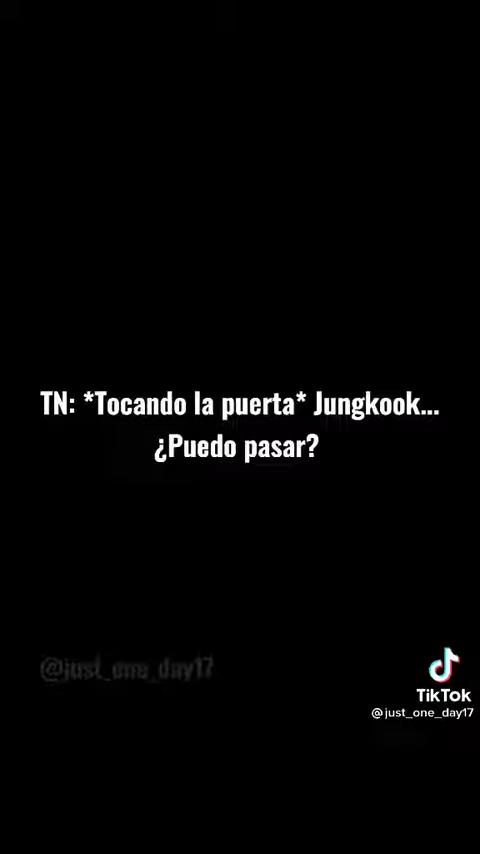 TN: *Tocando la puerta* Jungkook...
¿Puedo pasar?
@just_one_day17
TikTok
@just_one_day17